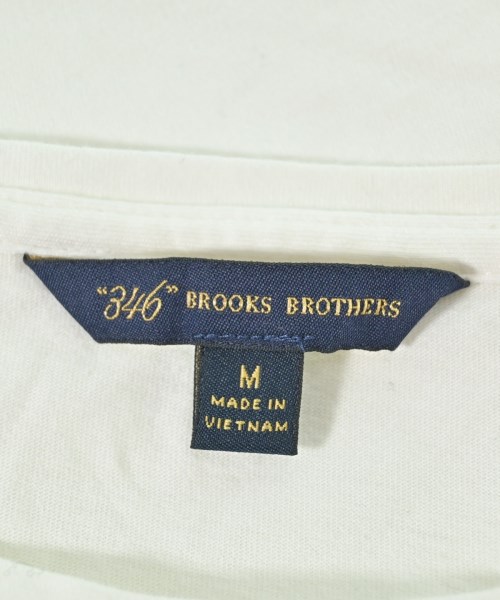 "346" BROOKS BROTHERS
M
MADE IN
VIETNAM